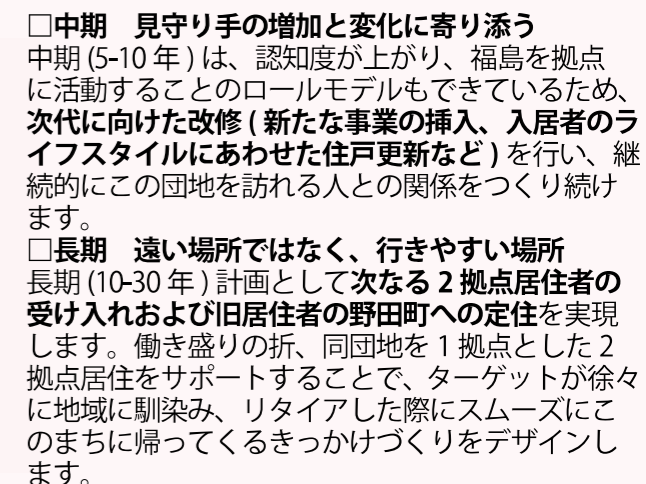 □中期　見守り手の増加と変化に寄り添う
中期 (5-10 年 ) は、認知度が上がり、福島を拠点
に活動することのロールモデルもできているため、
次代に向けた改修 ( 新たな事業の挿入、入居者のラ
イフスタイルにあわせた住戸更新など ) を行い、継
続的にこの団地を訪れる人との関係をつくり続け
ます。
□長期　遠い場所ではなく、行きやすい場所
長期 (10-30 年 ) 計画として次なる 2 拠点居住者の
受け入れおよび旧居住者の野田町への定住を実現
します。働き盛りの折、同団地を 1 拠点とした 2
拠点居住をサポートすることで、ターゲットが徐々
に地域に馴染み、リタイアした際にスムーズにこ
のまちに帰ってくるきっかけづくりをデザインし
ます。